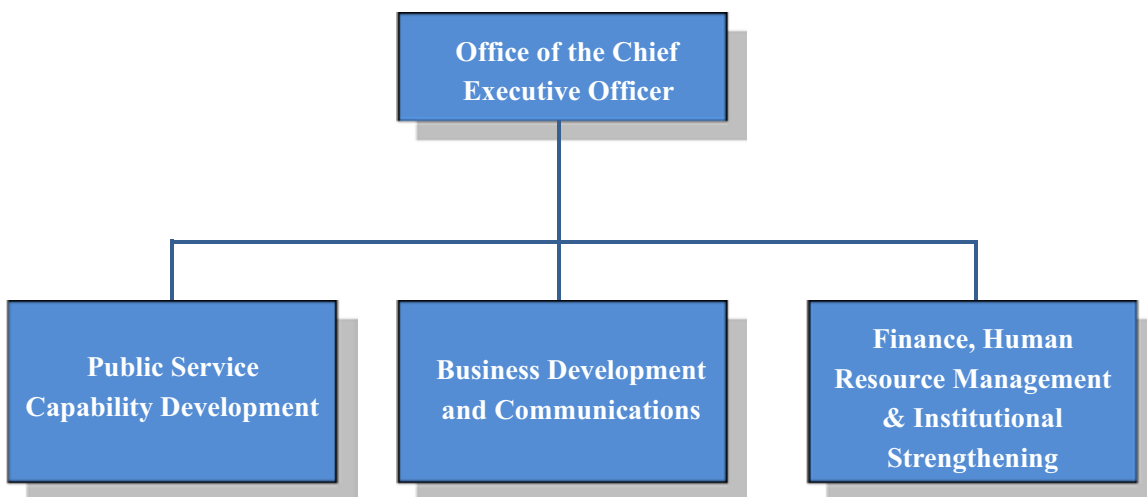 Office of the Chief
Executive Officer
Public Service
Capability Development
Business Development
and Communications
Finance, Human
Resource Management
& Institutional
Strengthening